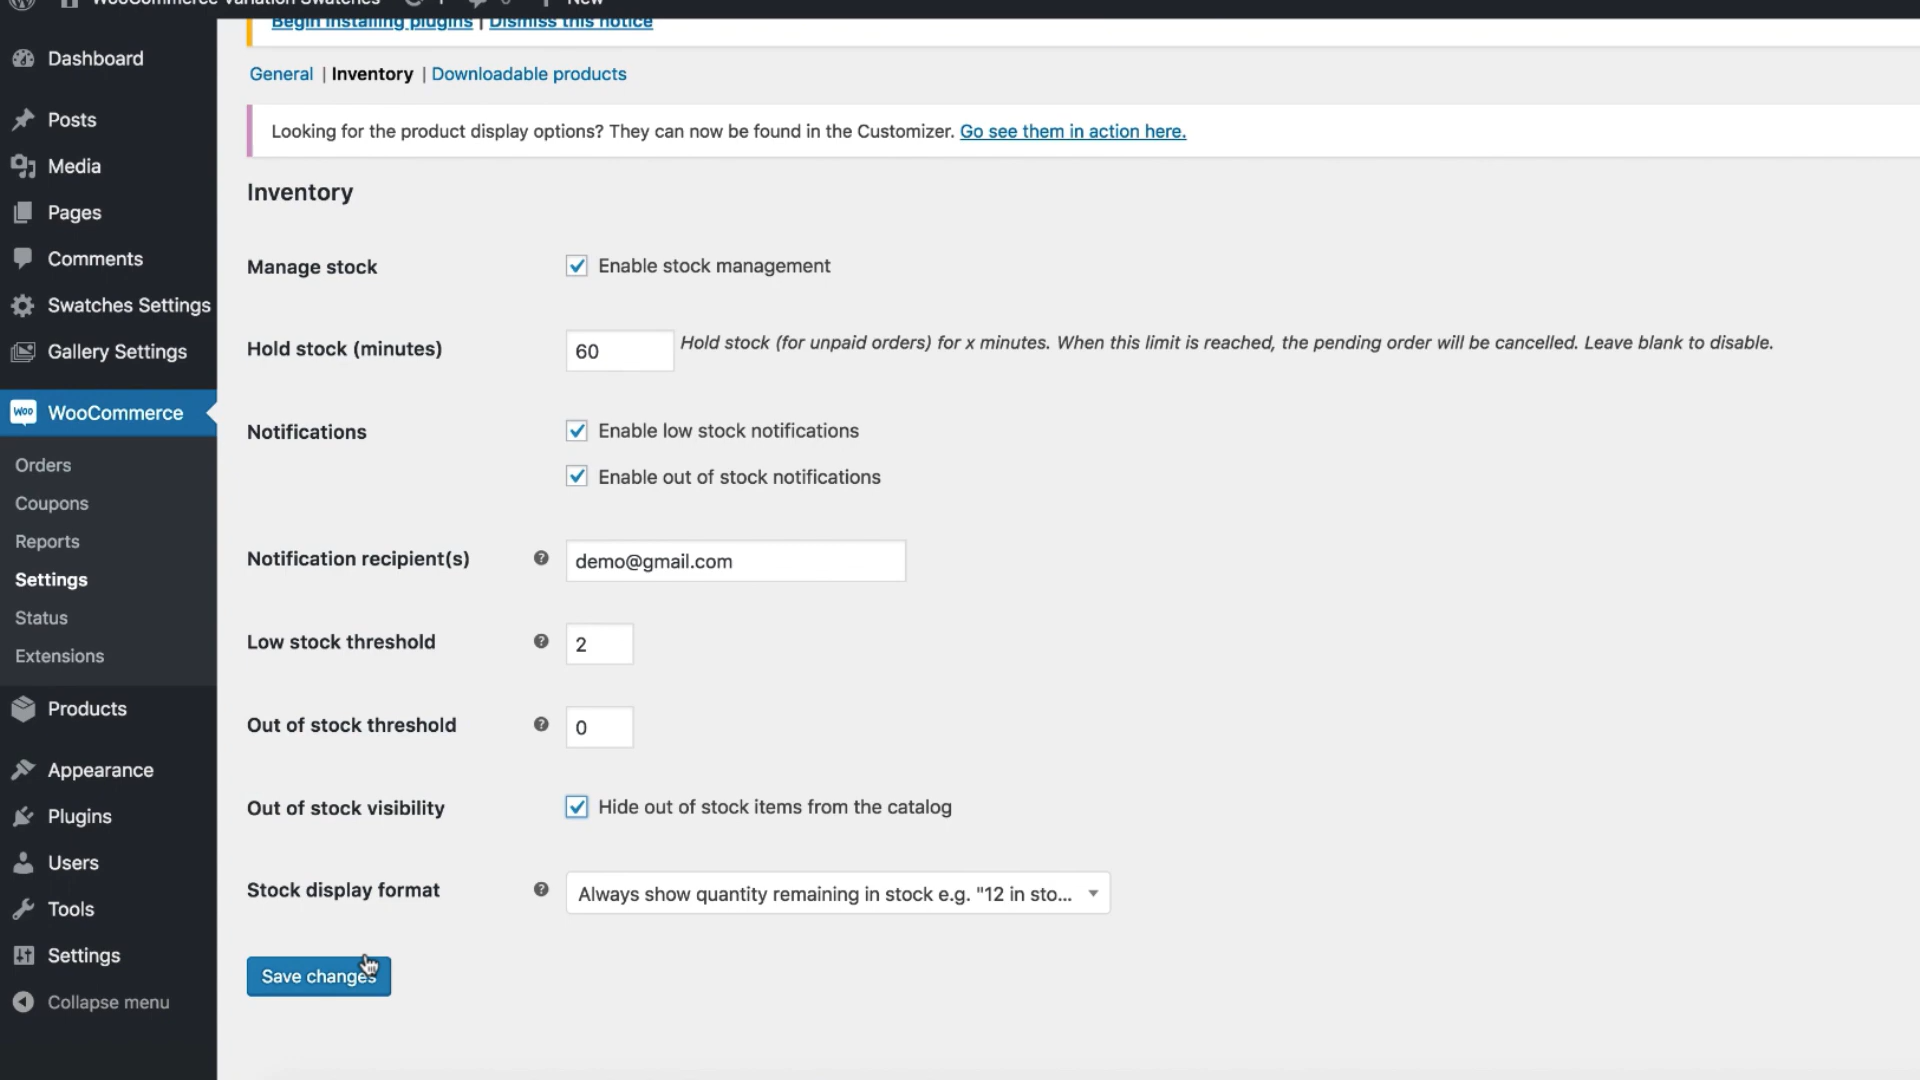 WooCommerce Variation Swatches
New
Begin installing plugins | Dismiss this notice
General | Inventory | Downloadable products
Looking for the product display options? They can now be found in the Customizer. Go see them in action here.
Inventory
Manage stock
Enable stock management
Hold stock (minutes)
60
Hold stock (for unpaid orders) for x minutes. When this limit is reached, the pending order will be cancelled. Leave blank to disable.
Notifications
Enable low stock notifications
Enable out of stock notifications
Notification recipient(s)
demo@gmail.com
Low stock threshold
2
Out of stock threshold
0
Out of stock visibility
Hide out of stock items from the catalog
Stock display format
Always show quantity remaining in stock e.g. "12 in sto...
Save changes
Dashboard
Posts
Media
Pages
Comments
Swatches Settings
Gallery Settings
Woo WooCommerce
Orders
Coupons
Reports
Settings
Status
Extensions
Products
Appearance
Plugins
Users
Tools
Settings
Collapse menu